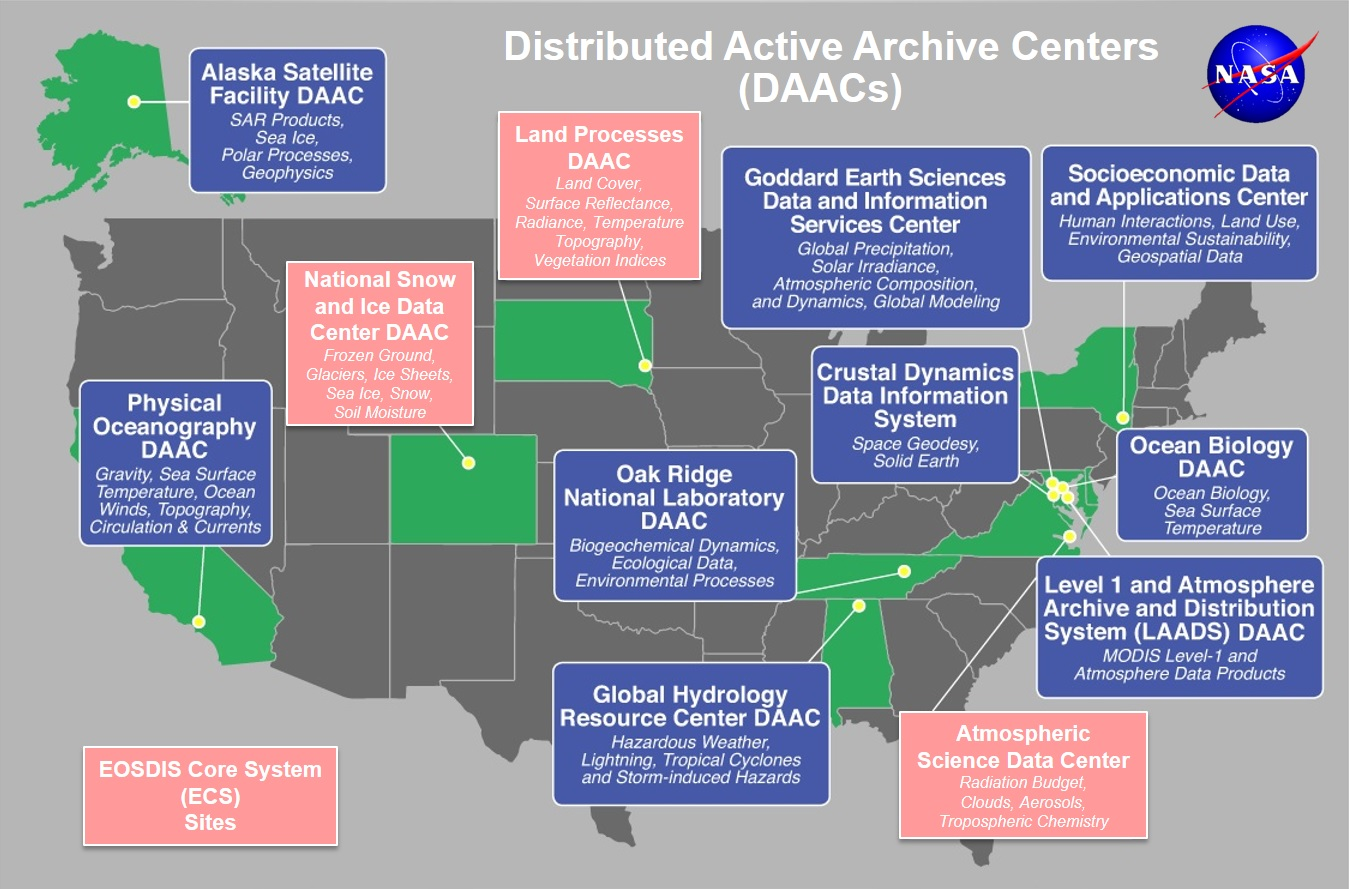 Distributed Active Archive Centers
(DAACs)
NASA
Alaska Satellite
Facility DAAC
SAR Products,
Sea Ice,
Polar Processes,
Geophysics
Land Processes
DAAC
Land Cover,
Surface Reflectance,
Radiance, Temperature
Topography,
Vegetation Indices
Goddard Earth Sciences
Data and Information
Services Center
Global Precipitation,
Solar Irradiance,
Atmospheric Composition,
and Dynamics, Global Modeling
Socioeconomic Data
and Applications Center
Human Interactions, Land Use,
Environmental Sustainability,
Geospatial Data
National Snow
and Ice Data
Center DAAC
Frozen Ground,
Glaciers, Ice Sheets,
Sea Ice, Snow,
Soil Moisture
Crustal Dynamics
Data Information
System
Space Geodesy,
Solid Earth
Physical
Oceanography
DAAC
Gravity, Sea Surface
Temperature, Ocean
Winds, Topography,
Circulation & Currents
Oak Ridge
National Laboratory
DAAC
Biogeochemical Dynamics,
Ecological Data,
Environmental Processes
Ocean Biology
DAAC
Ocean Biology,
Sea Surface
Temperature
Level 1 and Atmosphere
Archive and Distribution
System (LAADS) DAAC
MODIS Level-1 and
Atmosphere Data Products
Global Hydrology
Resource Center DAAC
Hazardous Weather,
Lightning, Tropical Cyclones
and Storm-induced Hazards
Atmospheric
Science Data Center
Radiation Budget,
Clouds, Aerosols,
Tropospheric Chemistry
EOSDIS Core System
(ECS)
Sites